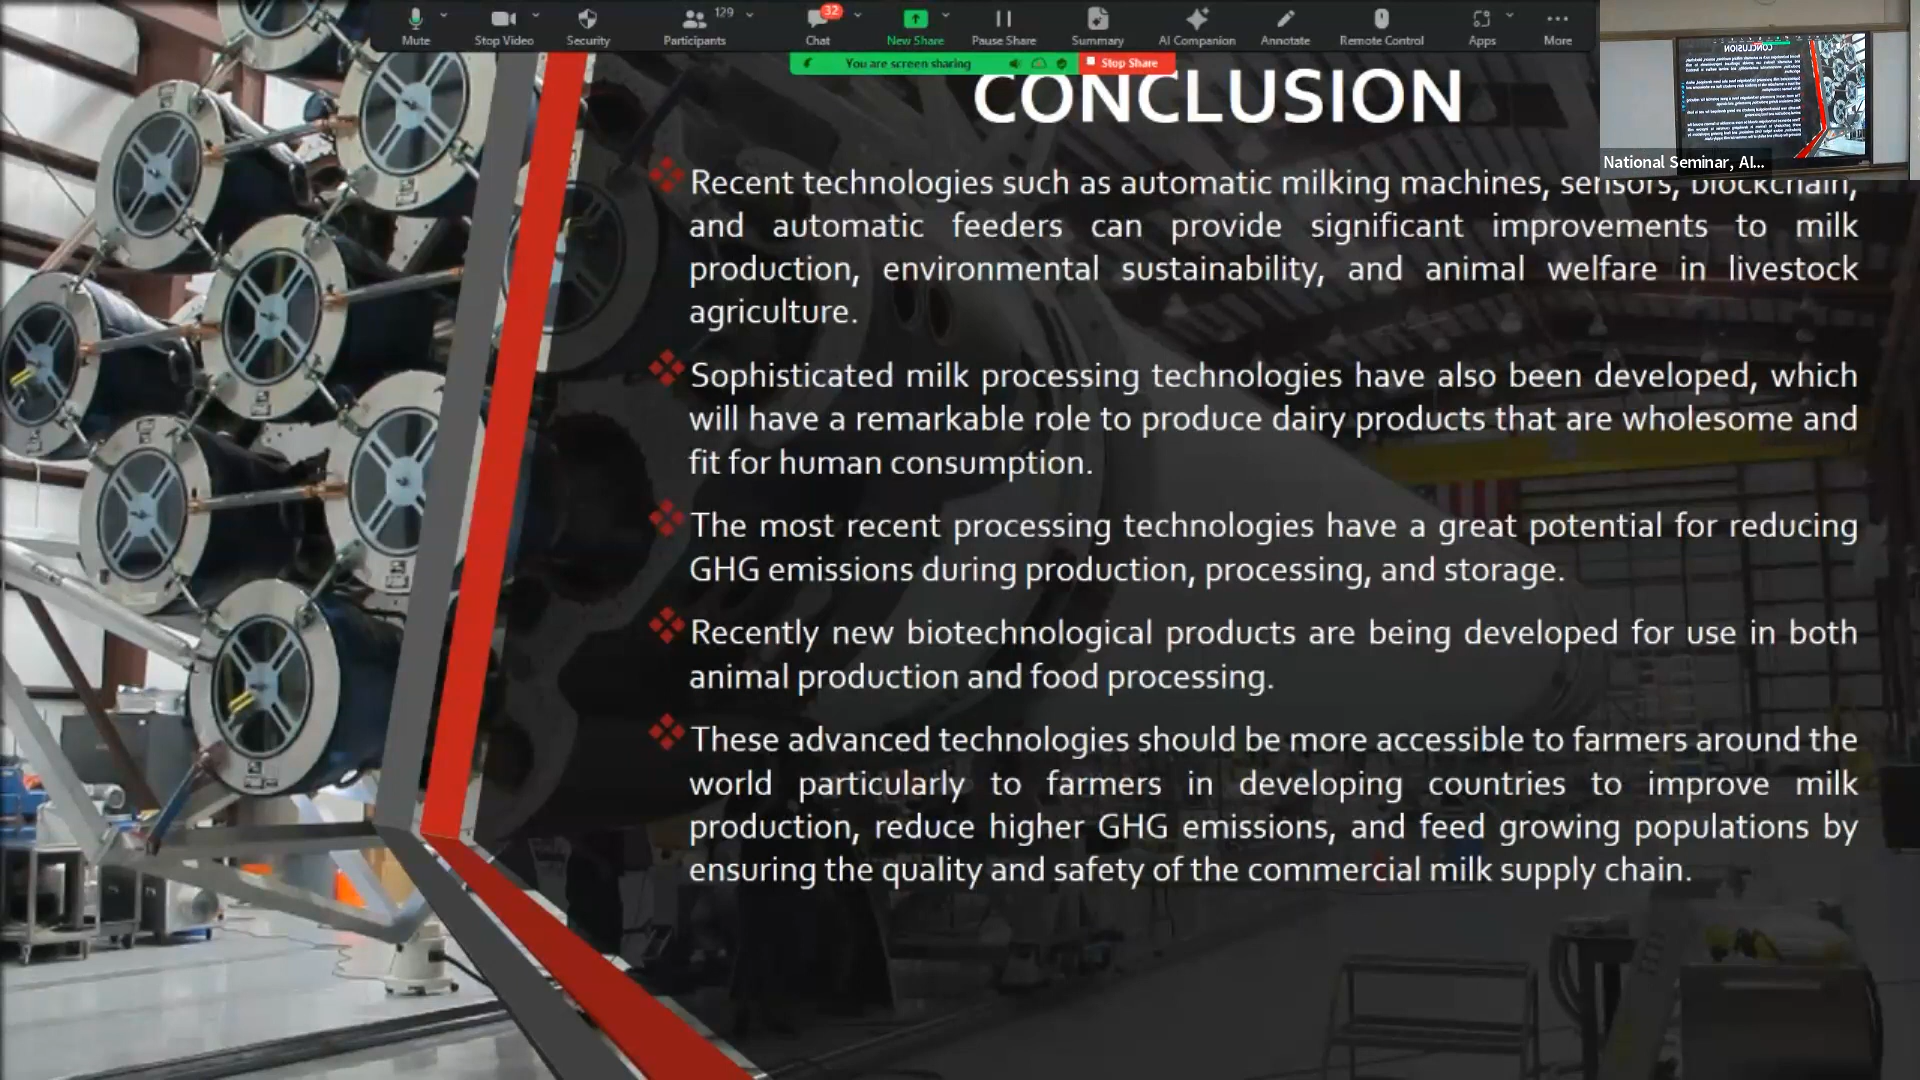 Mute
Stop Video
Security
Participants
129
Chat
32
New Share
Pause Share
Summary
AI Companion
Annotate
Remote Control
Apps
More
You are screen sharing
Stop Share
CONCLUSION
National Seminar, AI...
Recent technologies such as automatic milking machines, sensors, blockchain,
and automatic feeders can provide significant improvements to milk
production, environmental sustainability, and animal welfare in livestock
agriculture.
Sophisticated milk processing technologies have also been developed, which
will have a remarkable role to produce dairy products that are wholesome and
fit for human consumption.
The most recent processing technologies have a great potential for reducing
GHG emissions during production, processing, and storage.
Recently new biotechnological products are being developed for use in both
animal production and food processing.
These advanced technologies should be more accessible to farmers around the
world particularly to farmers in developing countries to improve milk
production, reduce higher GHG emissions, and feed growing populations by
ensuring the quality and safety of the commercial milk supply chain.